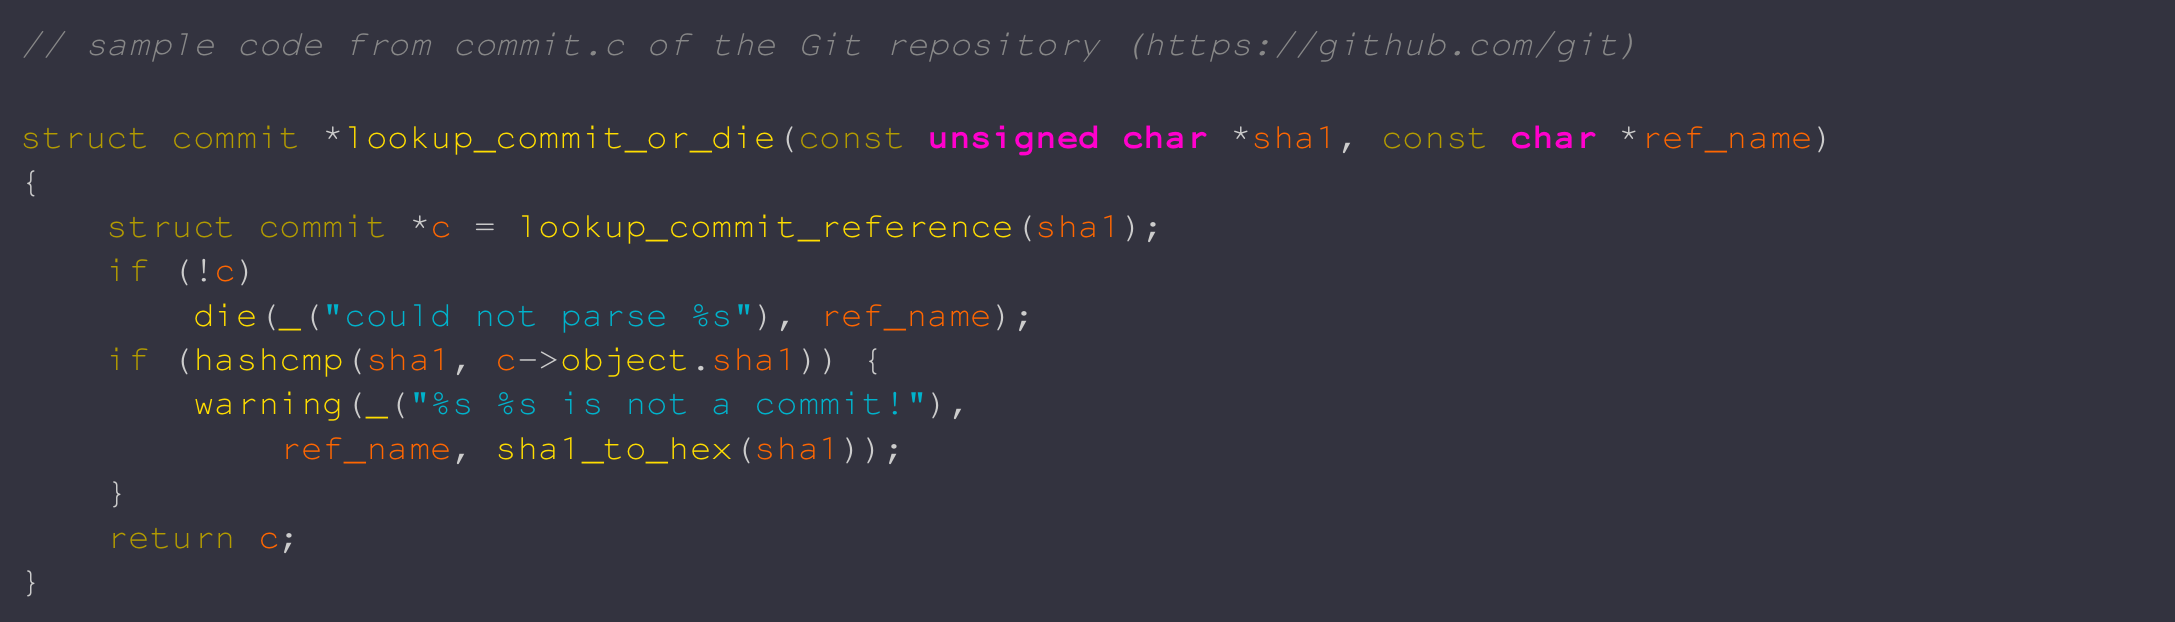 // sample code from commit.c of the Git repository (https://github.com/git)

struct commit *lookup_commit_or_die(const unsigned char *sha1, const char *ref_name)
{
    struct commit *c = lookup_commit_reference(sha1);
    if (!c)
        die(_("could not parse %s"), ref_name);
    if (hashcmp(sha1, c->object.sha1)) {
        warning(_("%s %s is not a commit!"),
            ref_name, sha1_to_hex(sha1));
    }
    return c;
}